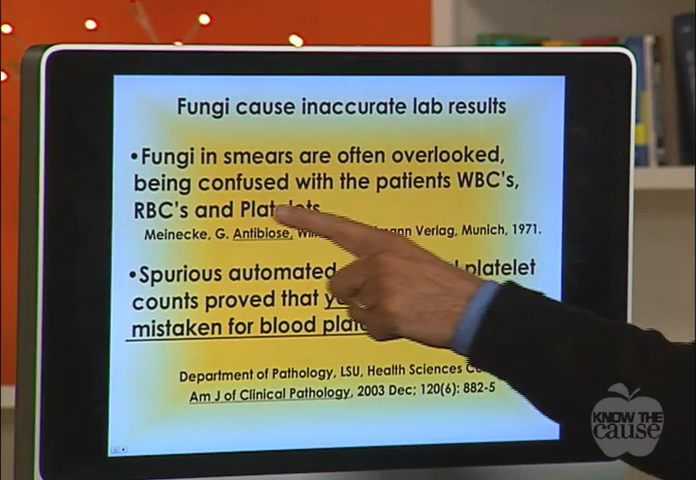 Fungi cause inaccurate lab results
•Fungi in smears are often overlooked,
being confused with the patients WBC's,
RBC's and Platelets
Meinecke, G. Antibiose, Verlag, Munich, 1971.
•Spurious automated platelet
counts proved that
mistaken for blood
Department of Pathology, LSU, Health Sciences
Am J of Clinical Pathology, 2003 Dec; 120(6): 882-5
KNOW THE
cause